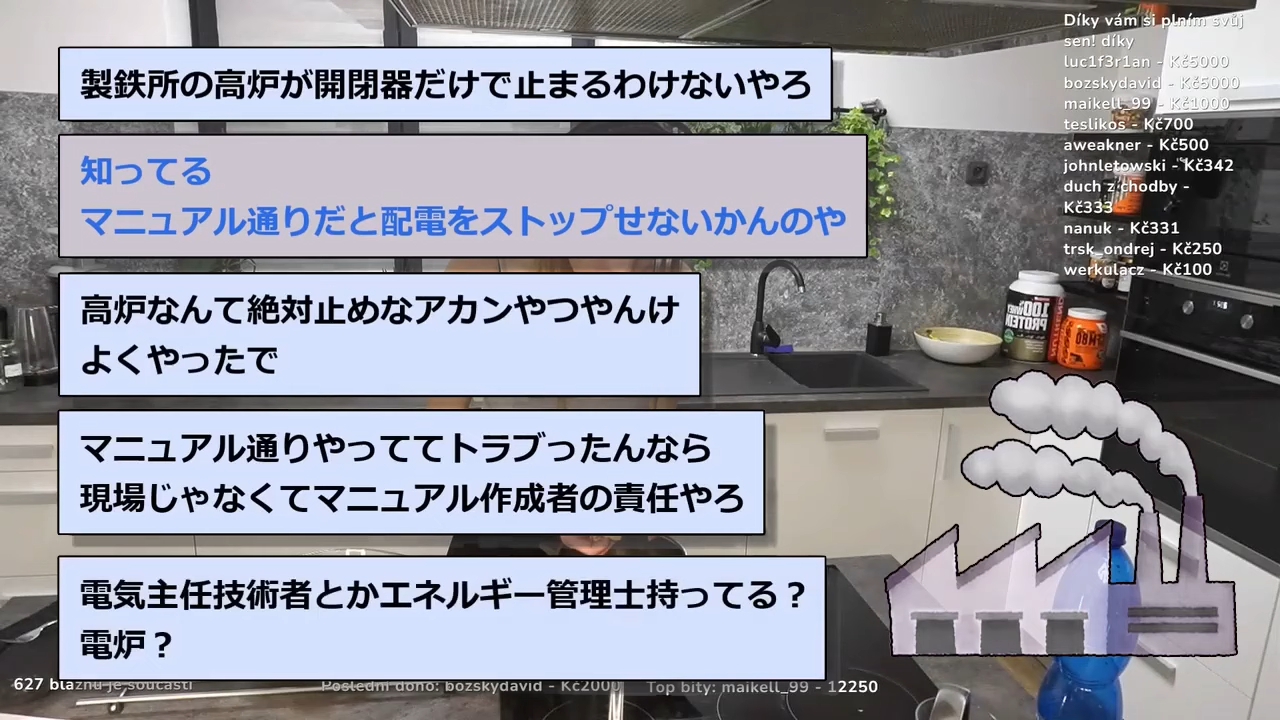 製鉄所の高炉が開閉器だけで止まるわけないやろ
知ってる
マニュアル通りだと配電をストップせないかんのや
高炉なんて絶対止めなアカンやつやんけ
よくやったで
マニュアル通りやっててトラブったんなら
現場じゃなくてマニュアル作成者の責任やろ
電気主任技術者とかエネルギー管理士持ってる？
電炉？
Díky vám si plním svůj
sen! díky
luc1f3r1an - Kč5000
bozskydavid - Kč5000
maikell_99 - Kč1000
teslikos - Kč700
aweakner - Kč500
johnletowski - Kč342
duch z chodby -
Kč333
nanuk - Kč331
trsk_ondrej - Kč250
werkulacz - Kč100
100% WHEY
PROTEIN
627 bláznů je součástí
Poslední dono: bozskydavid - Kč2000
Top bity: maikell_99 - 12250